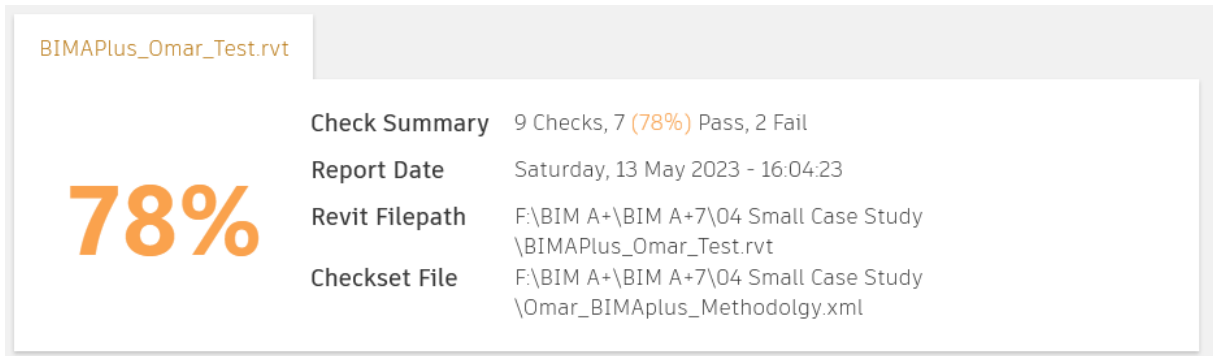 BIMAPlus_Omar_Test.rvt
78%
Check Summary 9 Checks, 7 (78%) Pass, 2 Fail
Report Date Saturday, 13 May 2023 - 16:04:23
Revit Filepath F:\BIM A+\BIM A+7\04 Small Case Study
\BIMAPlus_Omar_Test.rvt
Checkset File F:\BIM A+\BIM A+7\04 Small Case Study
\Omar_BIMAplus_Methodolgy.xml